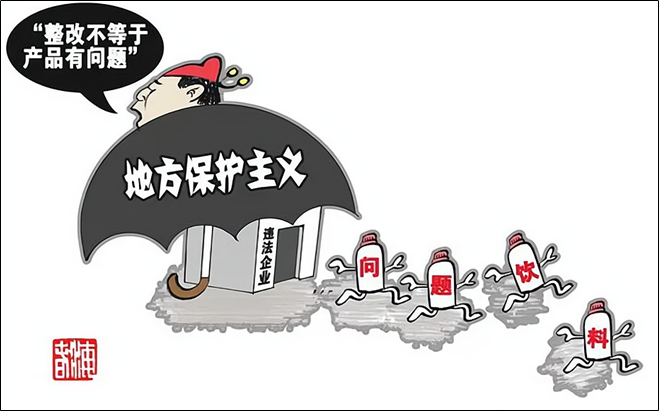 “整改不等于
产品有问题”
地方保护主义
违法企业
问
题
饮
料